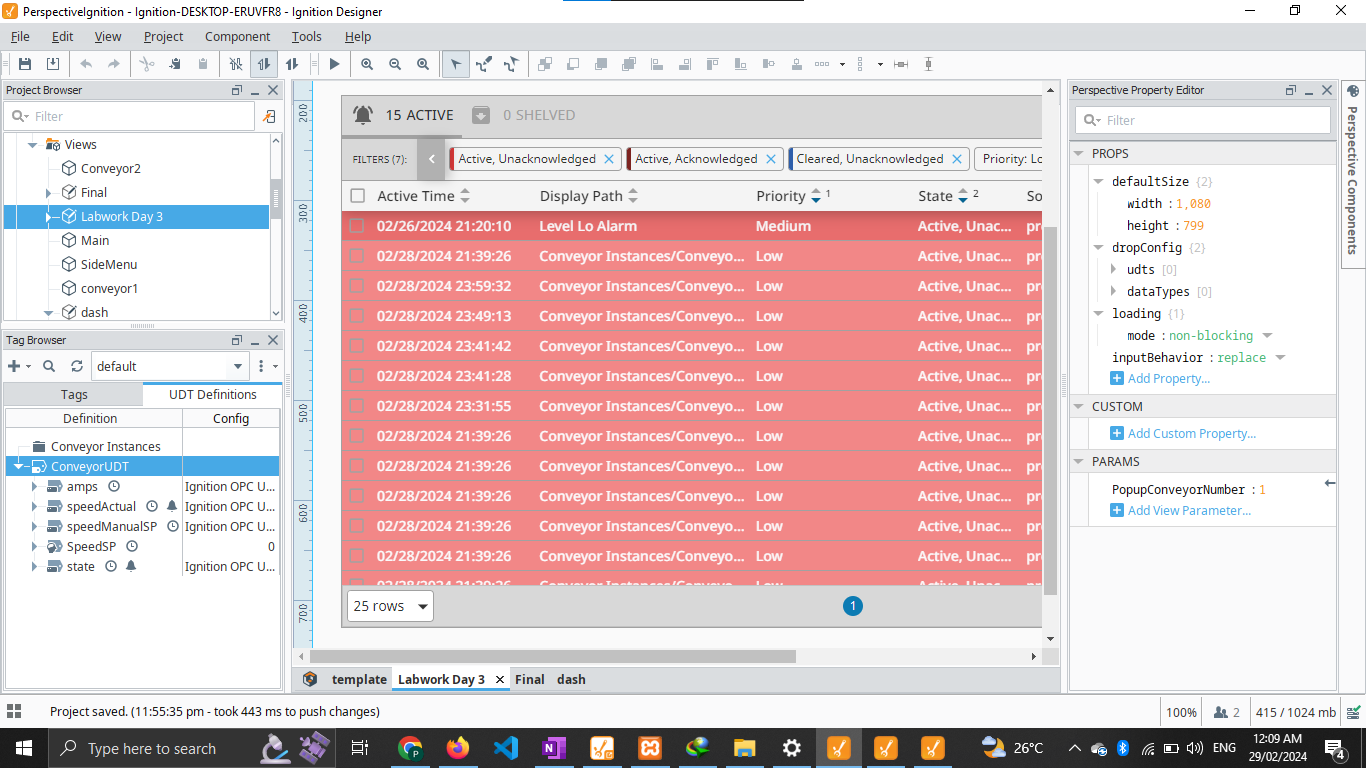 PerspectiveIgnition - Ignition-DESKTOP-ERUVFR8 - Ignition Designer
File Edit View Project Component Tools Help
Project Browser
Filter
Views
Conveyor2
Final
Labwork Day 3
Main
SideMenu
conveyor1
dash
Tag Browser
default
Tags UDT Definitions
Definition Config
Conveyor Instances
ConveyorUDT
amps Ignition OPC U...
speedActual Ignition OPC U...
speedManualSP Ignition OPC U...
SpeedSP 0
state Ignition OPC U...
200
300
400
500
600
700
15 ACTIVE 0 SHELVED
FILTERS (7): Active, Unacknowledged Active, Acknowledged Cleared, Unacknowledged Priority: Lo
Active Time Display Path Priority 1 State 2 So
02/26/2024 21:20:10 Level Lo Alarm Medium Active, Unac... pr
02/28/2024 21:39:26 Conveyor Instances/Conveyo... Low Active, Unac... pr
02/28/2024 23:59:32 Conveyor Instances/Conveyo... Low Active, Unac... pr
02/28/2024 23:49:13 Conveyor Instances/Conveyo... Low Active, Unac... pr
02/28/2024 23:41:42 Conveyor Instances/Conveyo... Low Active, Unac... pr
02/28/2024 23:41:28 Conveyor Instances/Conveyo... Low Active, Unac... pr
02/28/2024 23:31:55 Conveyor Instances/Conveyo... Low Active, Unac... pr
02/28/2024 21:39:26 Conveyor Instances/Conveyo... Low Active, Unac... pr
02/28/2024 21:39:26 Conveyor Instances/Conveyo... Low Active, Unac... pr
02/28/2024 21:39:26 Conveyor Instances/Conveyo... Low Active, Unac... pr
02/28/2024 21:39:26 Conveyor Instances/Conveyo... Low Active, Unac... pr
02/28/2024 21:39:26 Conveyor Instances/Conveyo... Low Active, Unac... pr
02/28/2024 21:39:26 Conveyor Instances/Conveyo... Low Active, Unac... pr
25 rows 1
template Labwork Day 3 Final dash
Perspective Property Editor
Filter
PROPS
defaultSize {2}
width : 1,080
height : 799
dropConfig {2}
udts [0]
dataTypes [0]
loading {1}
mode : non-blocking
inputBehavior : replace
Add Property...
CUSTOM
Add Custom Property...
PARAMS
PopupConveyorNumber : 1
Add View Parameter...
Perspective Components
Project saved. (11:55:35 pm - took 443 ms to push changes) 100% 2 415 / 1024 mb
Type here to search 26°C ENG 12:09 AM
29/02/2024 4